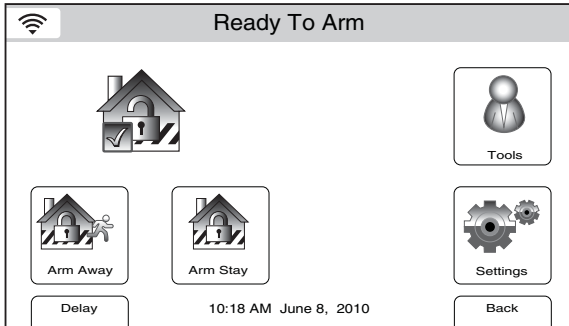 Ready To Arm
Tools
Arm Away
Arm Stay
Settings
Delay
10:18 AM June 8, 2010
Back